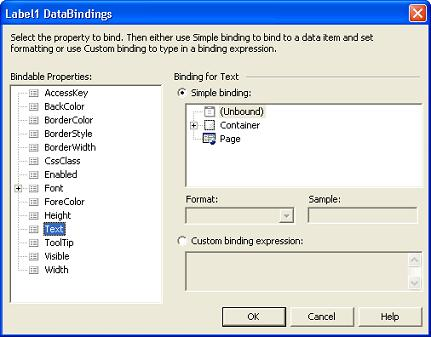 Label1 DataBindings
Select the property to bind. Then either use Simple binding to bind to a data item and set
formatting or use Custom binding to type in a binding expression.
Bindable Properties:
AccessKey
BackColor
BorderColor
BorderStyle
BorderWidth
CssClass
Enabled
Font
ForeColor
Height
Text
ToolTip
Visible
Width
Binding for Text
Simple binding:
(Unbound)
Container
Page
Format:
Sample:
Custom binding expression:
OK
Cancel
Help